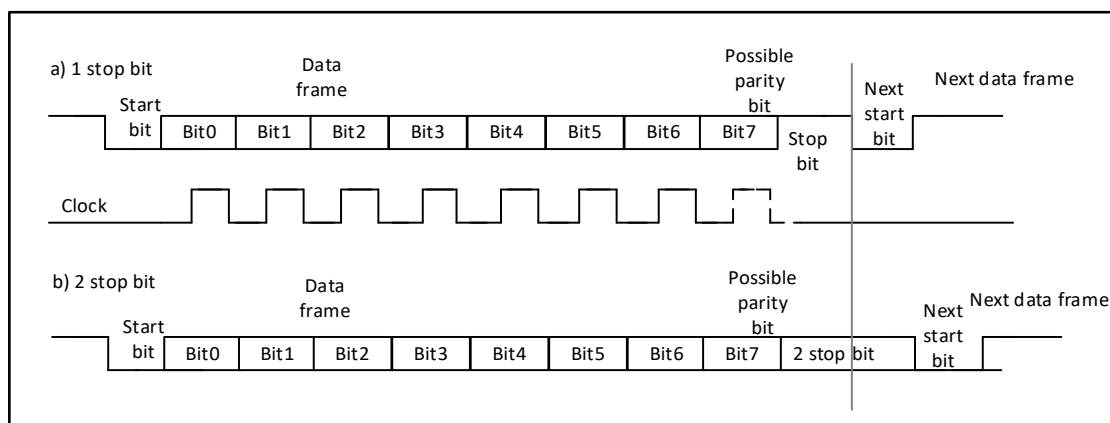 a) 1 stop bit
Data
frame
Possible
parity
bit
Next data frame
Start
bit
Next
start
bit
Bit0 Bit1 Bit2 Bit3 Bit4 Bit5 Bit6 Bit7
Stop
bit
Clock
b) 2 stop bit
Data
frame
Possible
parity
bit
Next data frame
Start
bit
Next
start
bit
Bit0 Bit1 Bit2 Bit3 Bit4 Bit5 Bit6 Bit7 2 stop bit